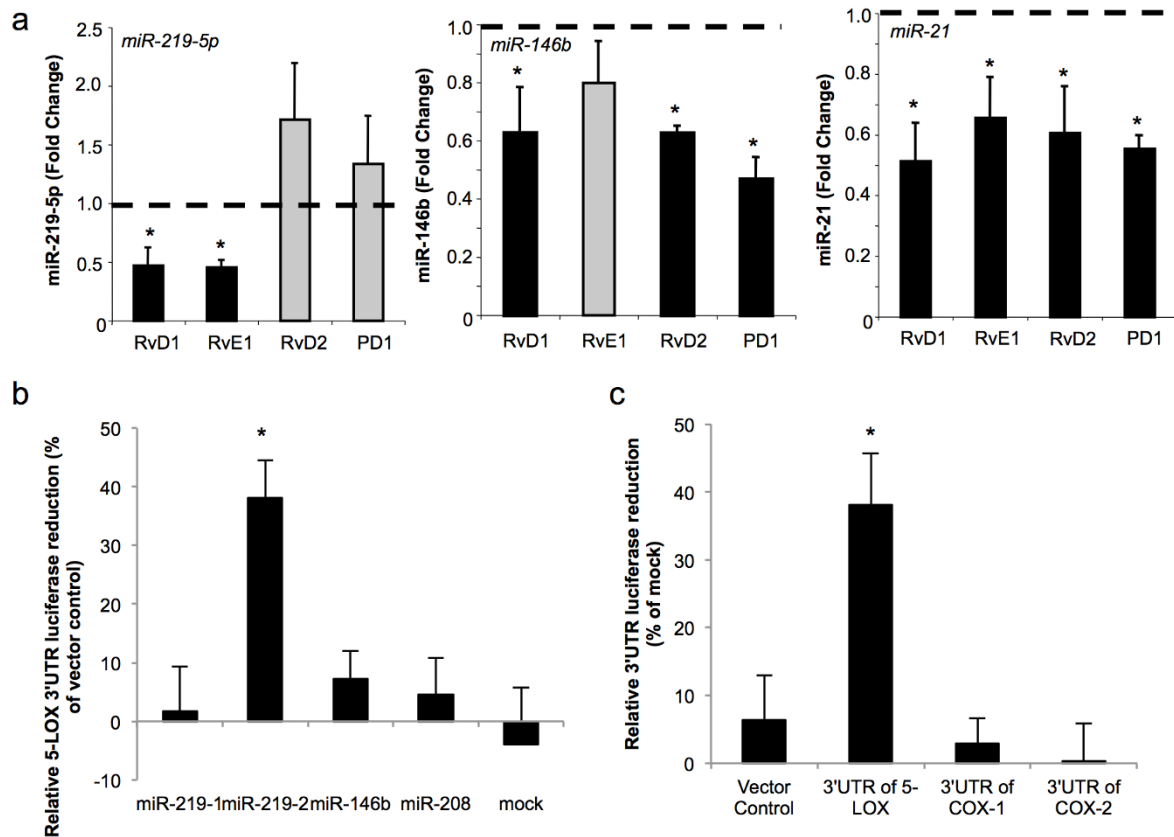 a
miR-219-5p (Fold Change)
2.5
2.0
1.5
1.0
0.5
0
miR-219-5p
*
*
RvD1 RvE1 RvD2 PD1
miR-146b (Fold Change)
1.0
0.8
0.6
0.4
0.2
0
miR-146b
*
*
*
RvD1 RvE1 RvD2 PD1
miR-21 (Fold Change)
1.0
0.8
0.6
0.4
0.2
0
miR-21
*
*
*
*
RvD1 RvE1 RvD2 PD1
b
Relative 5-LOX 3'UTR luciferase reduction (%
of vector control)
50
40
30
20
10
0
-10
*
miR-219-1 miR-219-2 miR-146b miR-208 mock
c
Relative 3'UTR luciferase reduction
(% of mock)
50
40
30
20
10
0
*
Vector
Control
3'UTR of 5-
LOX
3'UTR of
COX-1
3'UTR of
COX-2